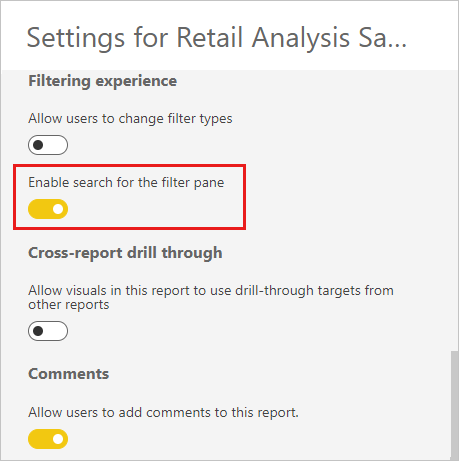 Settings for Retail Analysis Sa...
Filtering experience
Allow users to change filter types
Enable search for the filter pane
Cross-report drill through
Allow visuals in this report to use drill-through targets from
other reports
Comments
Allow users to add comments to this report.